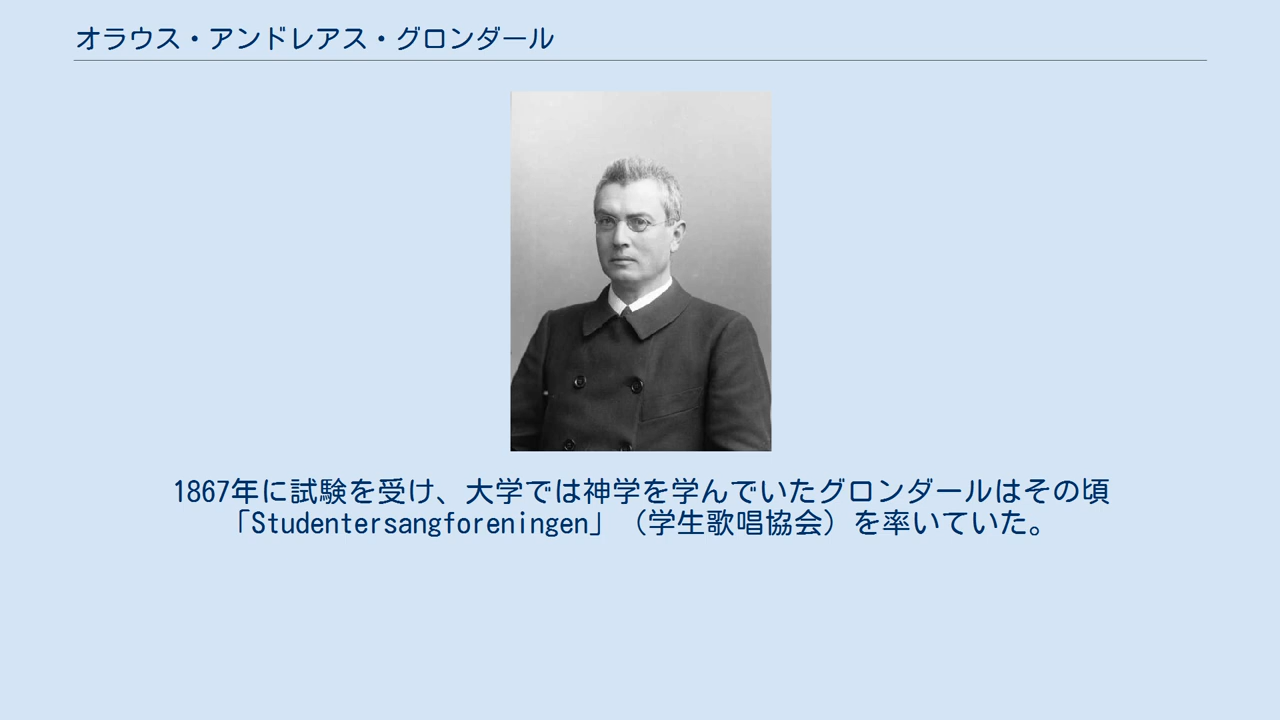 オラウス・アンドレアス・グロンダール
1867年に試験を受け、大学では神学を学んでいたグロンダールはその頃
「Studentersangforeningen」（学生歌唱協会）を率いていた。